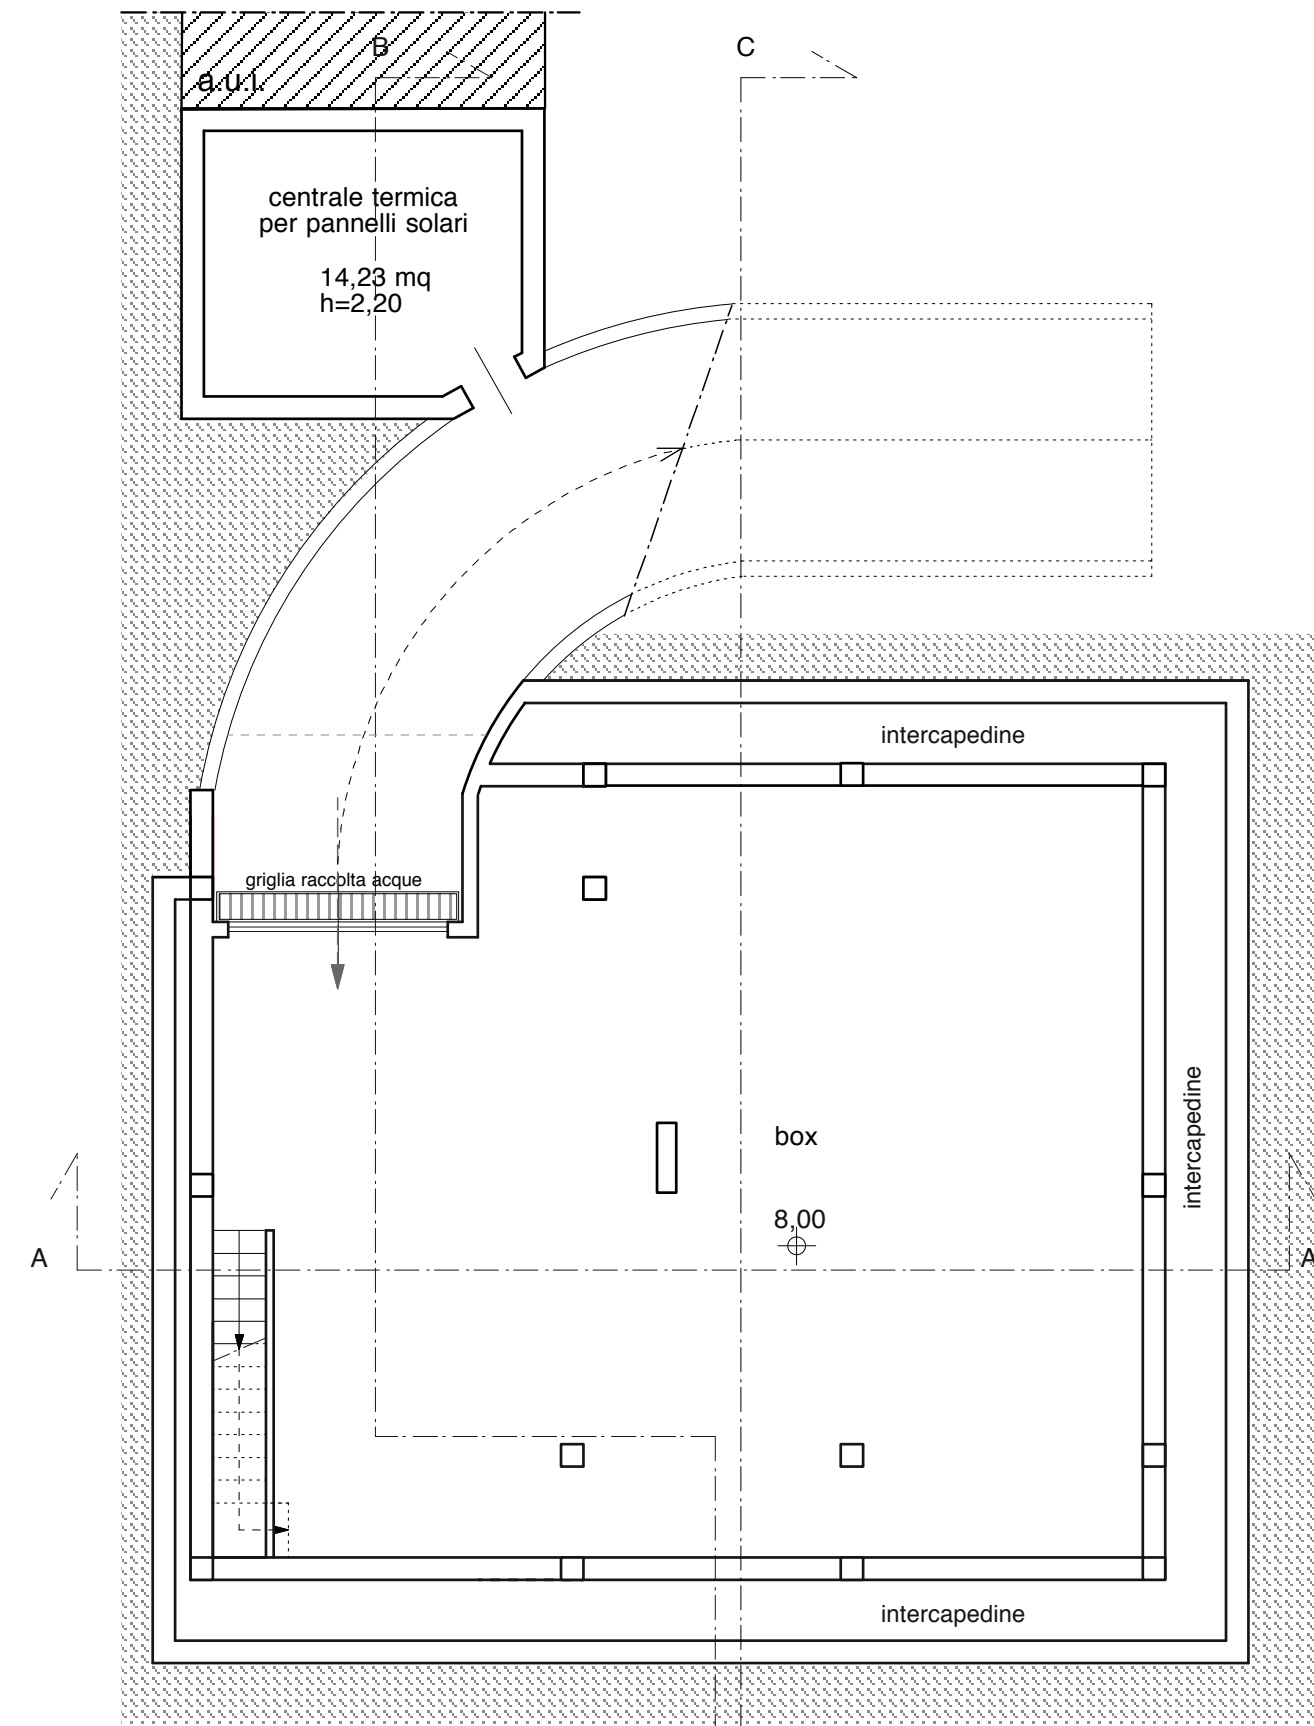 B
C
a.u.i.
centrale termica
per pannelli solari
14,23 mq
h=2,20
intercapedine
griglia raccolta acque
intercapedine
box
8,00
A
A
intercapedine